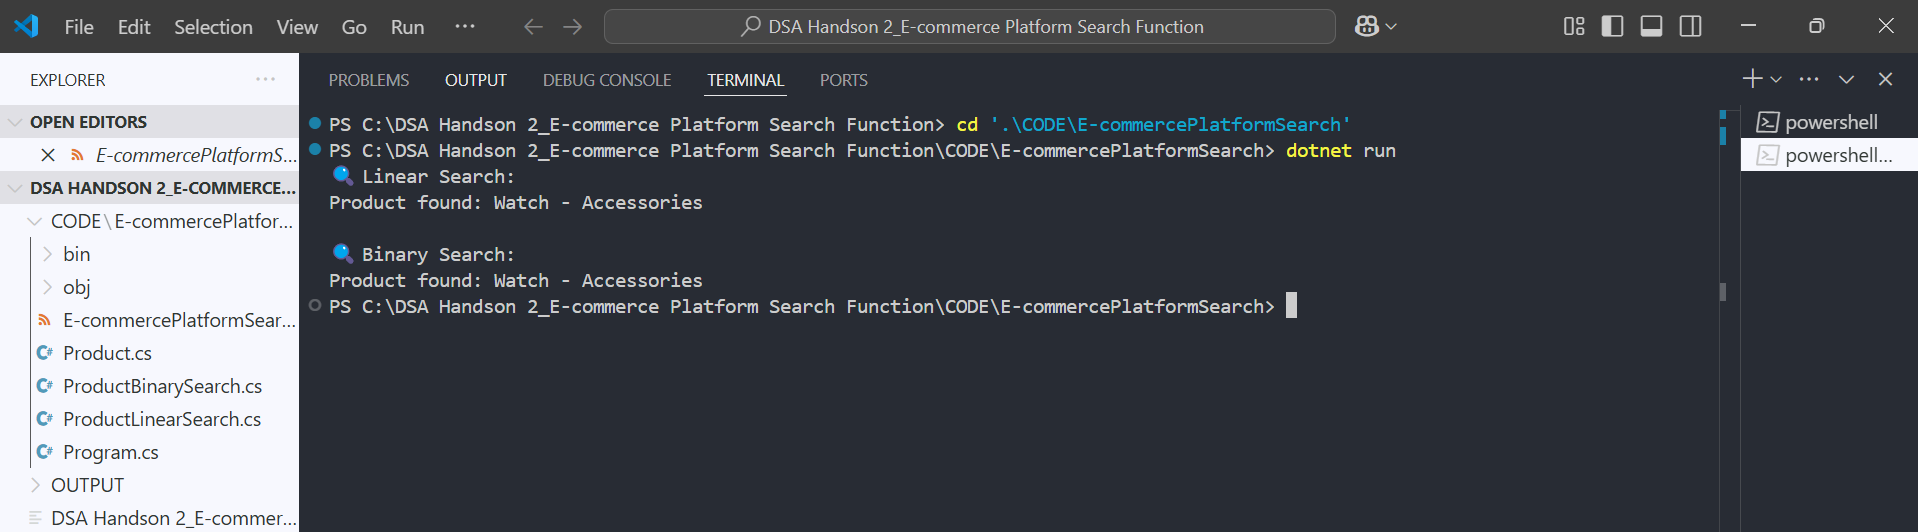 File Edit Selection View Go Run ··· DSA Handson 2_E-commerce Platform Search Function
EXPLORER ···
OPEN EDITORS
E-commercePlatformS...
DSA HANDSON 2_E-COMMERCE...
CODE\E-commercePlatfor...
bin
obj
E-commercePlatformSear...
Product.cs
ProductBinarySearch.cs
ProductLinearSearch.cs
Program.cs
OUTPUT
DSA Handson 2_E-commer...
PROBLEMS OUTPUT DEBUG CONSOLE TERMINAL PORTS
PS C:\DSA Handson 2_E-commerce Platform Search Function> cd '.\CODE\E-commercePlatformSearch'
PS C:\DSA Handson 2_E-commerce Platform Search Function\CODE\E-commercePlatformSearch> dotnet run
🔍 Linear Search:
Product found: Watch - Accessories
🔍 Binary Search:
Product found: Watch - Accessories
PS C:\DSA Handson 2_E-commerce Platform Search Function\CODE\E-commercePlatformSearch>
powershell
powershell...